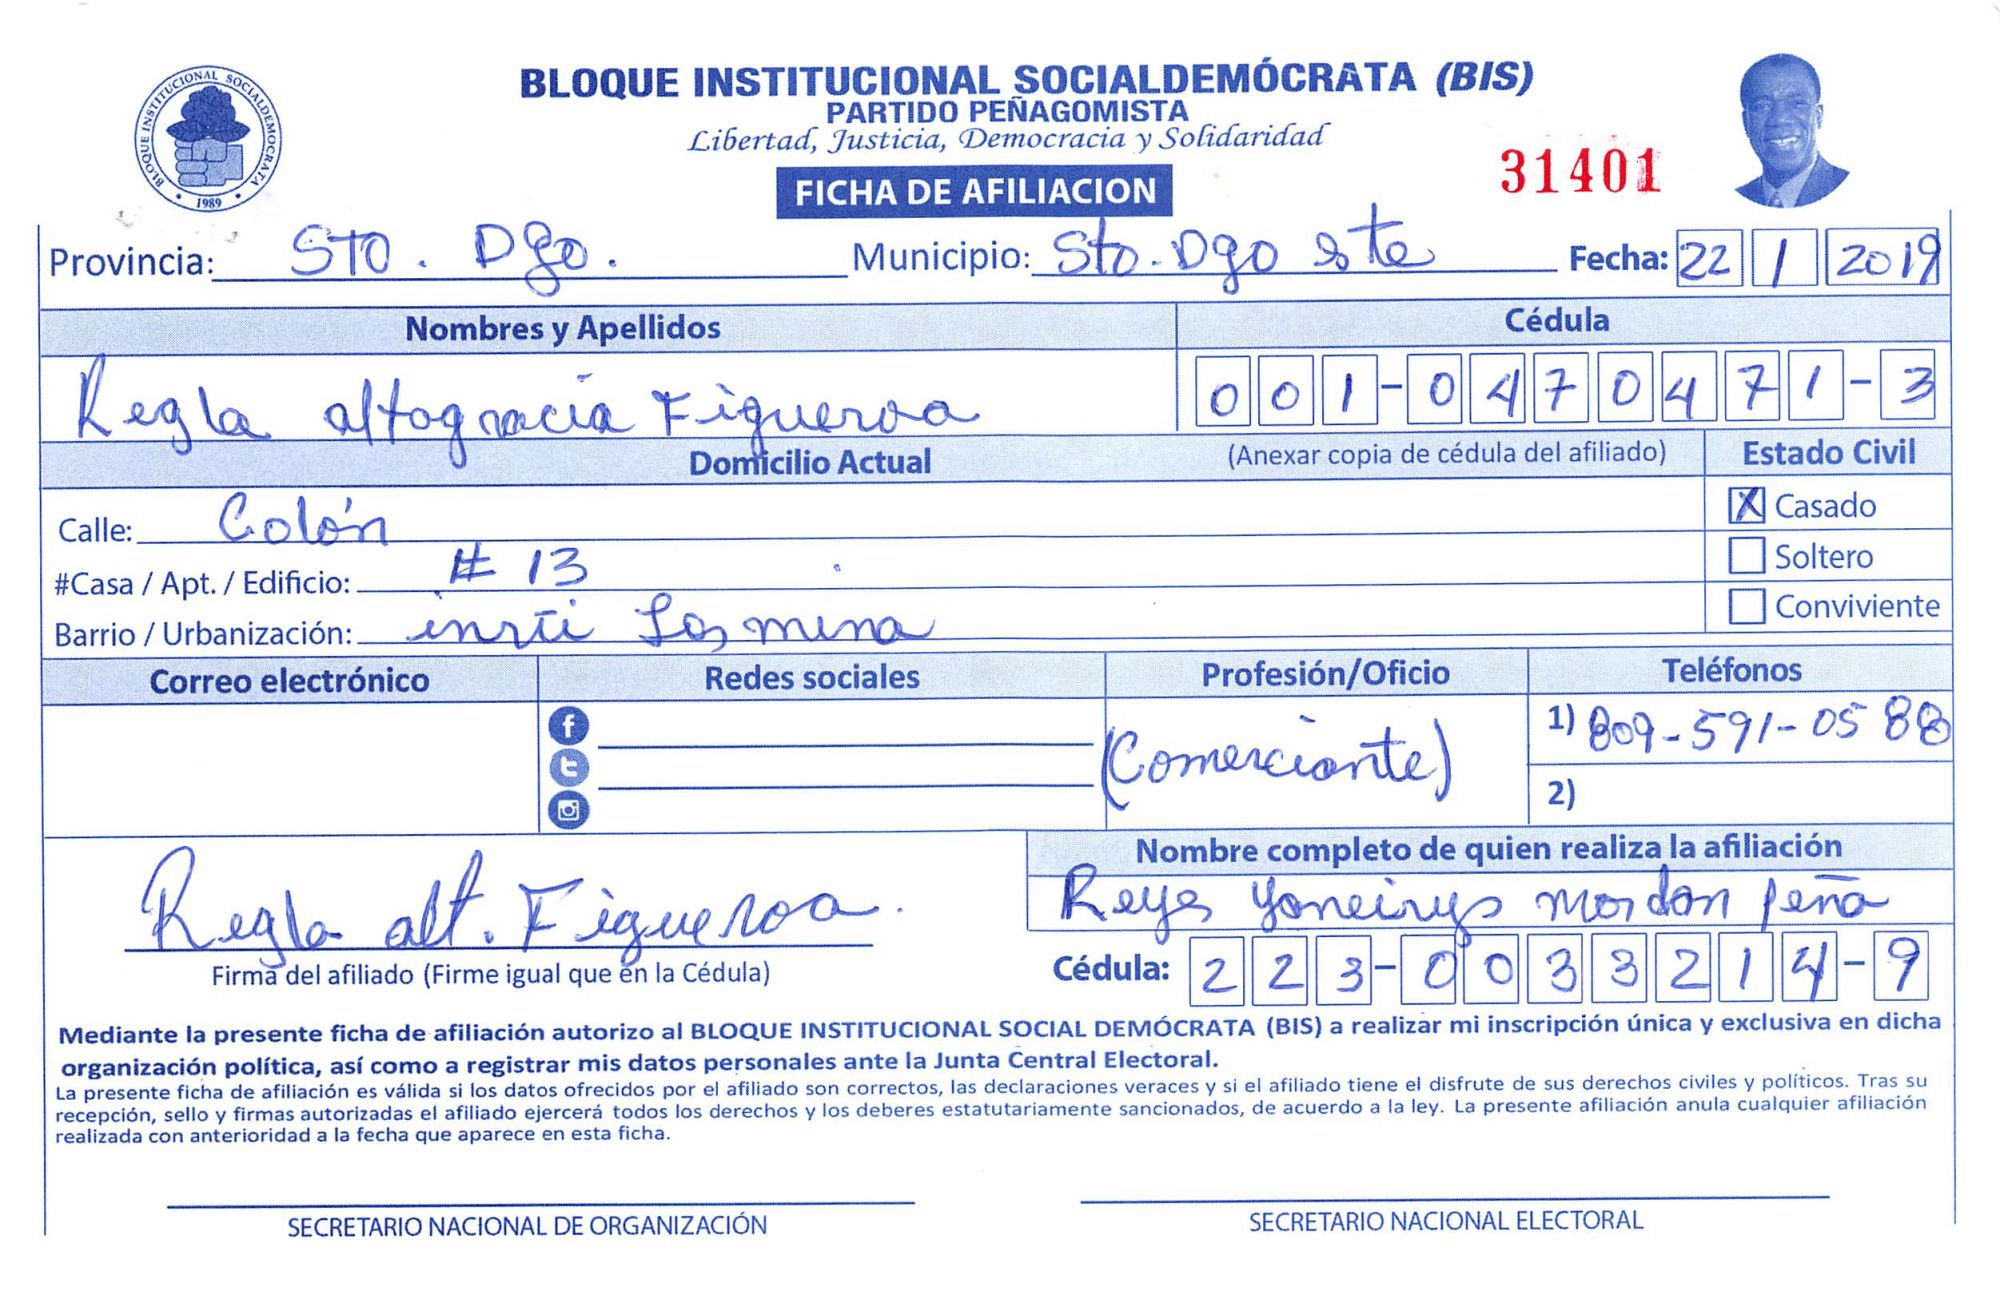 BLOQUE INSTITUCIONAL SOCIALDEMOCRATA
1989
BLOQUE INSTITUCIONAL SOCIALDEMÓCRATA (BIS)
PARTIDO PEÑAGOMISTA
Libertad, Justicia, Democracia y Solidaridad
31401
FICHA DE AFILIACION
Provincia: STO. Dgo. Municipio: Sto. Dgo Este Fecha: 22 1 2019
Nombres y Apellidos Cédula
Regla altagracia Figueroa 001-0470471-3
Domicilio Actual (Anexar copia de cédula del afiliado) Estado Civil
Calle: Colón X Casado
#Casa / Apt. / Edificio: # 13 Soltero
Barrio / Urbanización: Los mina Conviviente
Correo electrónico Redes sociales Profesión/Oficio Teléfonos
(Comerciante) 1) 809-591-0588
2)
Nombre completo de quien realiza la afiliación
Regla alt. Figueroa. Reyes Yoneirys Mordan Peña
Firma del afiliado (Firme igual que en la Cédula) Cédula: 223-0033214-9
Mediante la presente ficha de afiliación autorizo al BLOQUE INSTITUCIONAL SOCIAL DEMÓCRATA (BIS) a realizar mi inscripción única y exclusiva en dicha
organización política, así como a registrar mis datos personales ante la Junta Central Electoral.
La presente ficha de afiliación es válida si los datos ofrecidos por el afiliado son correctos, las declaraciones veraces y si el afiliado tiene el disfrute de sus derechos civiles y políticos. Tras su
recepción, sello y firmas autorizadas el afiliado ejercerá todos los derechos y los deberes estatutariamente sancionados, de acuerdo a la ley. La presente afiliación anula cualquier afiliación
realizada con anterioridad a la fecha que aparece en esta ficha.
SECRETARIO NACIONAL DE ORGANIZACIÓN SECRETARIO NACIONAL ELECTORAL